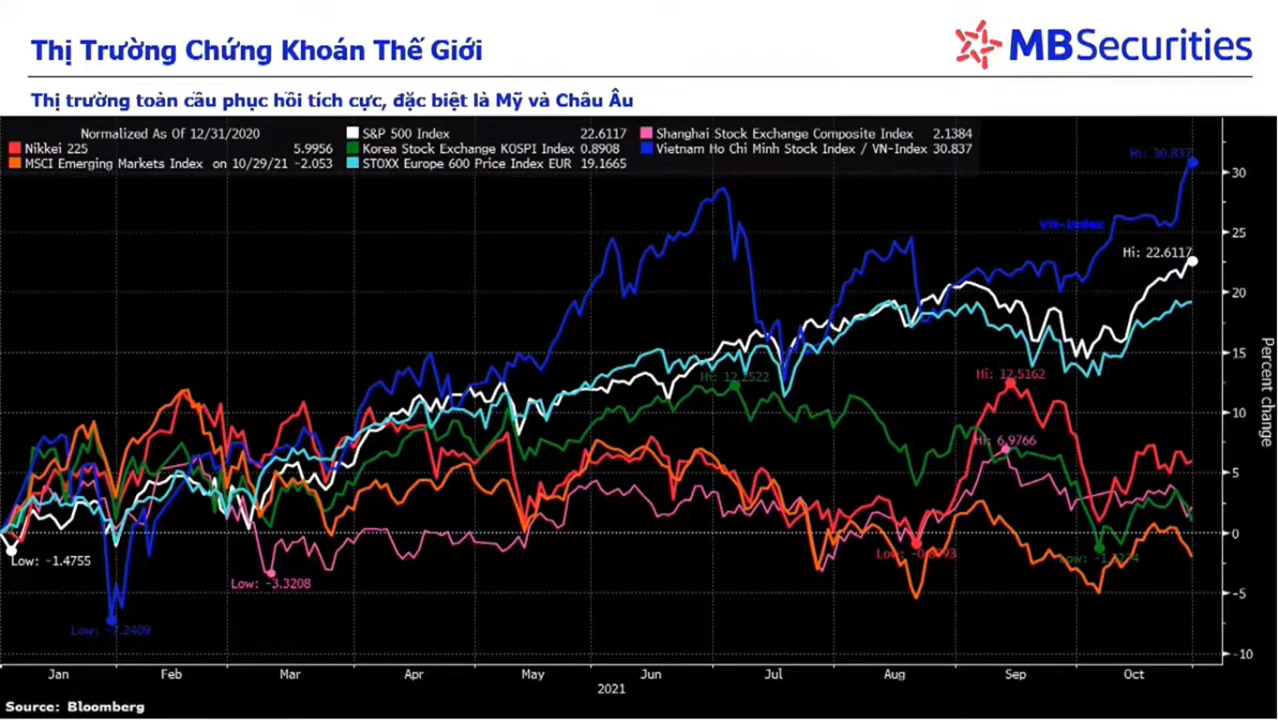 Thị Trường Chứng Khoán Thế Giới
MBSecurities
Thị trường toàn cầu phục hồi tích cực, đặc biệt là Mỹ và Châu Âu
Normalized As Of 12/31/2020
Nikkei 225 5.9956
MSCI Emerging Markets Index on 10/29/21 -2.053
S&P 500 Index 22.6117
Korea Stock Exchange KOSPI Index 0.8908
STOXX Europe 600 Price Index EUR 19.1665
Shanghai Stock Exchange Composite Index 2.1384
Vietnam Ho Chi Minh Stock Index / VN-Index 30.837
Hi: 30.837
VN-Index
Hi: 22.6117
Hi: 12.2522
Hi: 12.5162
Hi: 6.9766
Low: -1.4755
Low: -3.3208
Low: -7.2409
30
25
20
15
10
5
0
-5
-10
Percent change
Jan Feb Mar Apr May Jun Jul Aug Sep Oct
2021
Source: Bloomberg